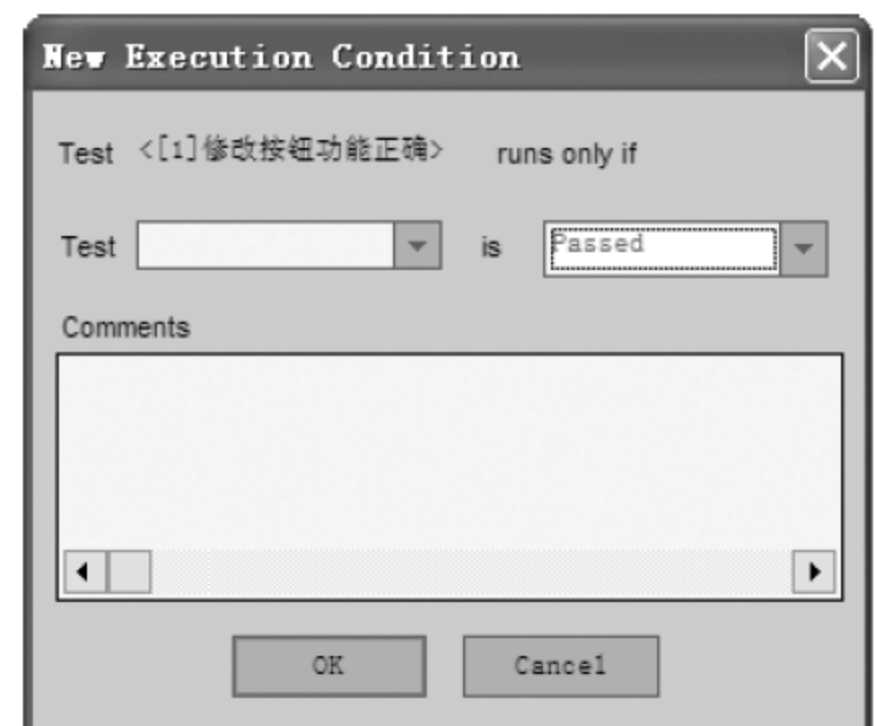 New Execution Condition
Test <[1]修改按钮功能正确> runs only if
Test is Passed
Comments
OK Cancel